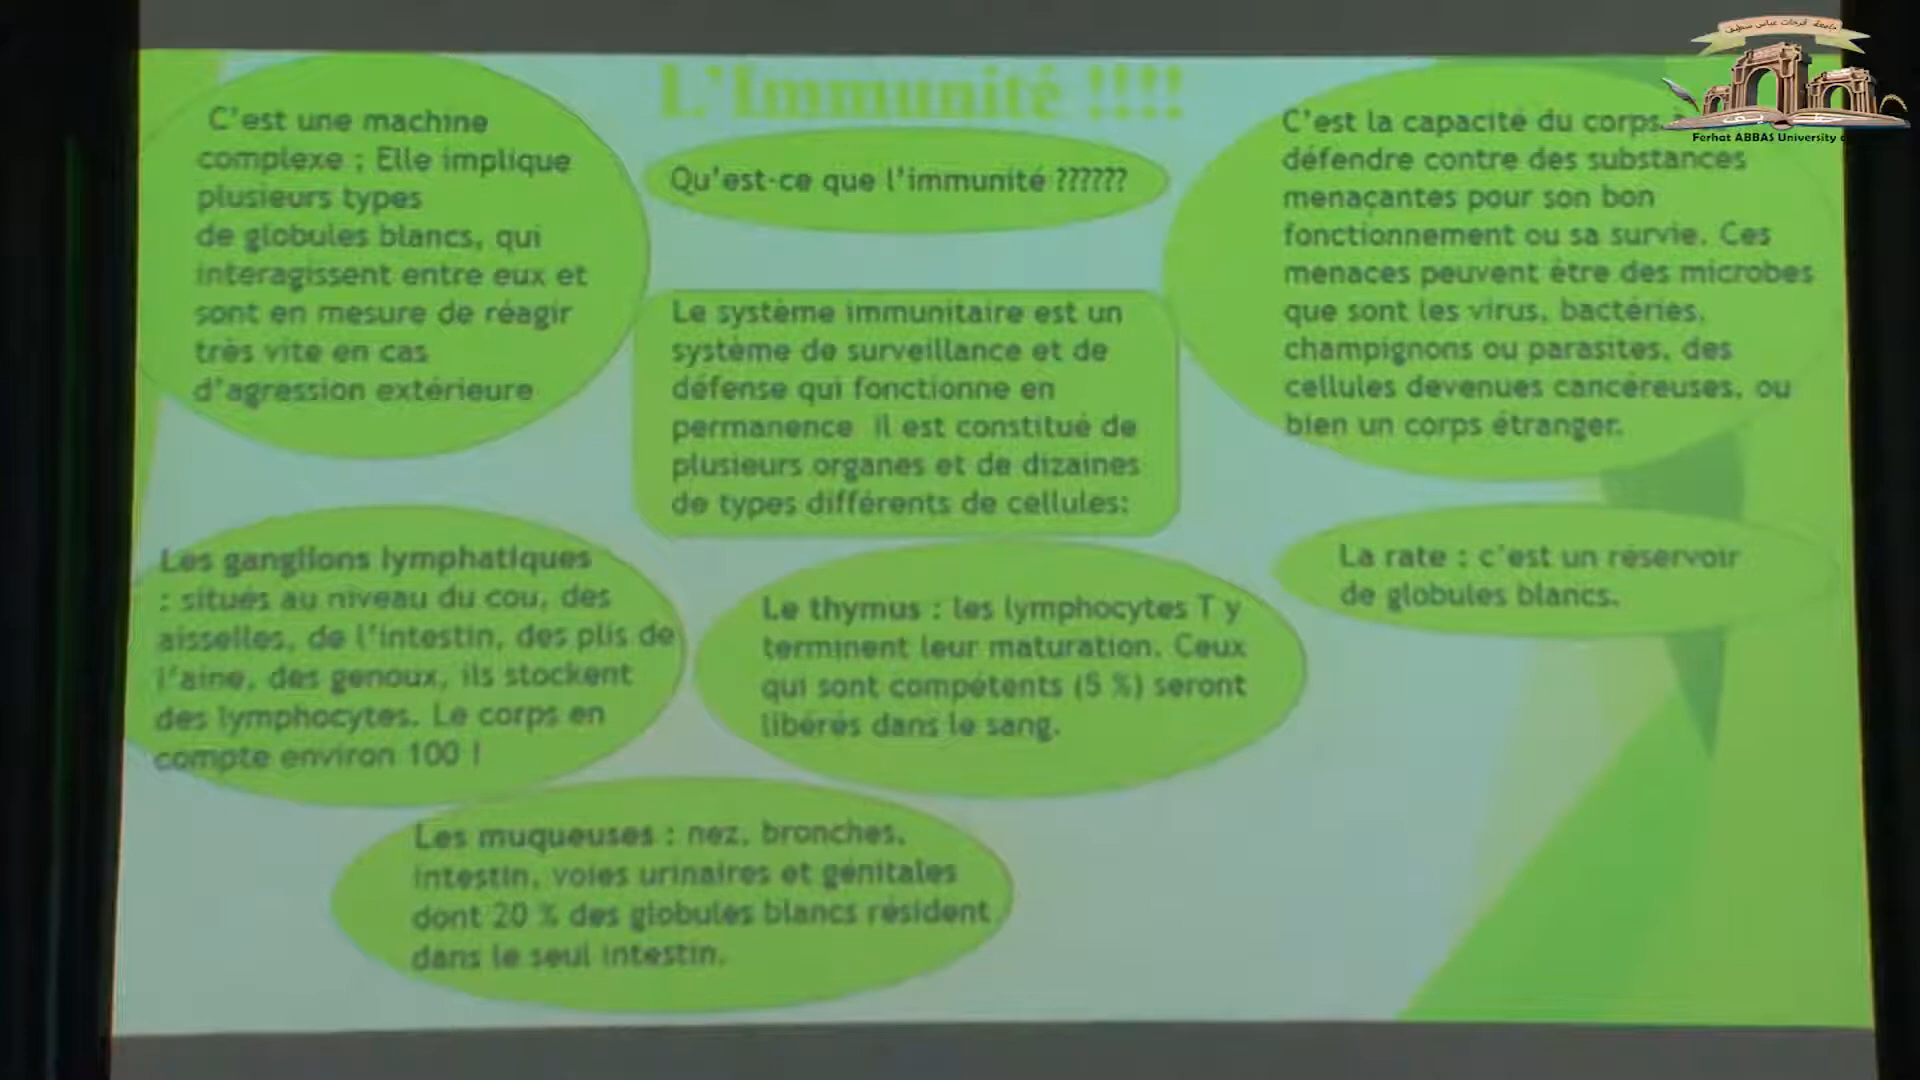 L'Immunité !!!!
Qu'est-ce que l'immunité ??????
C'est une machine
complexe ; Elle implique
plusieurs types
de globules blancs, qui
interagissent entre eux et
sont en mesure de réagir
très vite en cas
d'agression extérieure
Le système immunitaire est un
système de surveillance et de
défense qui fonctionne en
permanence il est constitué de
plusieurs organes et de dizaines
de types différents de cellules:
C'est la capacité du corps
défendre contre des substances
menaçantes pour son bon
fonctionnement ou sa survie. Ces
menaces peuvent être des microbes
que sont les virus, bactéries,
champignons ou parasites, des
cellules devenues cancéreuses, ou
bien un corps étranger.
Les ganglions lymphatiques
: situés au niveau du cou, des
aisselles, de l'intestin, des plis de
l'aine, des genoux, ils stockent
des lymphocytes. Le corps en
compte environ 100 !
Le thymus : les lymphocytes T y
terminent leur maturation. Ceux
qui sont compétents (5 %) seront
libérés dans le sang.
La rate : c'est un réservoir
de globules blancs.
Les muqueuses : nez, bronches,
intestin, voies urinaires et génitales
dont 20 % des globules blancs résident
dans le seul intestin.
جامعة فرحات عباس سطيف
Ferhat ABBAS University